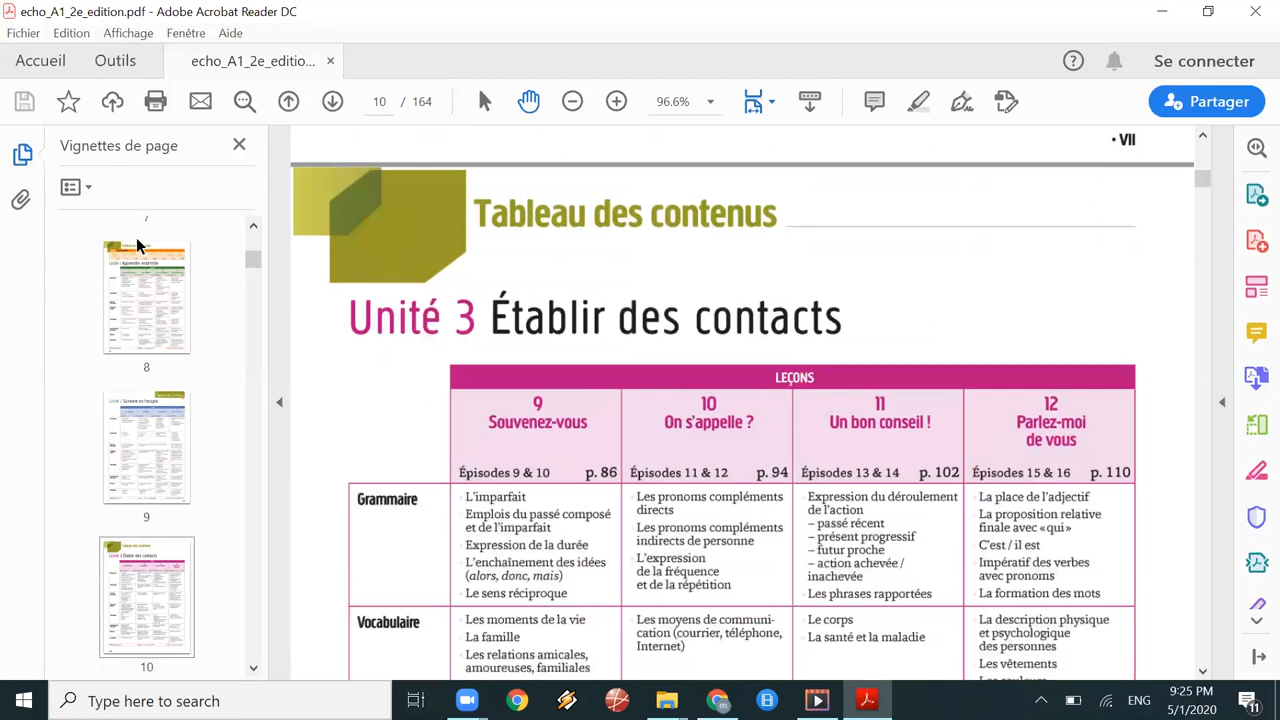 echo_A1_2e_edition.pdf - Adobe Acrobat Reader DC
Fichier Edition Affichage Fenêtre Aide
Accueil Outils echo_A1_2e_editio... × Se connecter
10 / 164 96.6% Partager
Vignettes de page
7
8
9
10
• VII
Tableau des contenus
Unité 3 Établir des contacts
LEÇONS
9 10 11 12
Souvenez-vous On s'appelle ? Un bon conseil ! Parlez-moi
de vous
Épisodes 9 & 10 p. 86 Épisodes 11 & 12 p. 94 Épisodes 13 & 14 p. 102 Épisodes 15 & 16 p. 110
Grammaire
L'imparfait
Emplois du passé composé
et de l'imparfait
Expression de la durée
L'enchaînement des idées
(alors, donc, mais)
Le sens réciproque
Les pronoms compléments
directs
Les pronoms compléments
indirects de personne
L'expression
de la fréquence
et de la répétition
Expression du déroulement
de l'action
– passé récent
– présent progressif
– futur proche
– action achevée /
inachevée
Les phrases rapportées
La place de l'adjectif
La proposition relative
finale avec «qui»
C'est / il est
Impératif des verbes
avec pronoms
La formation des mots
Vocabulaire
Les moments de la vie
La famille
Les relations amicales,
amoureuses, familiales
Les moyens de communi-
cation (courrier, téléphone,
Internet)
Le corps
La santé et la maladie
La description physique
et psychologique
des personnes
Les vêtements
Type here to search
ENG
9:25 PM
5/1/2020
11